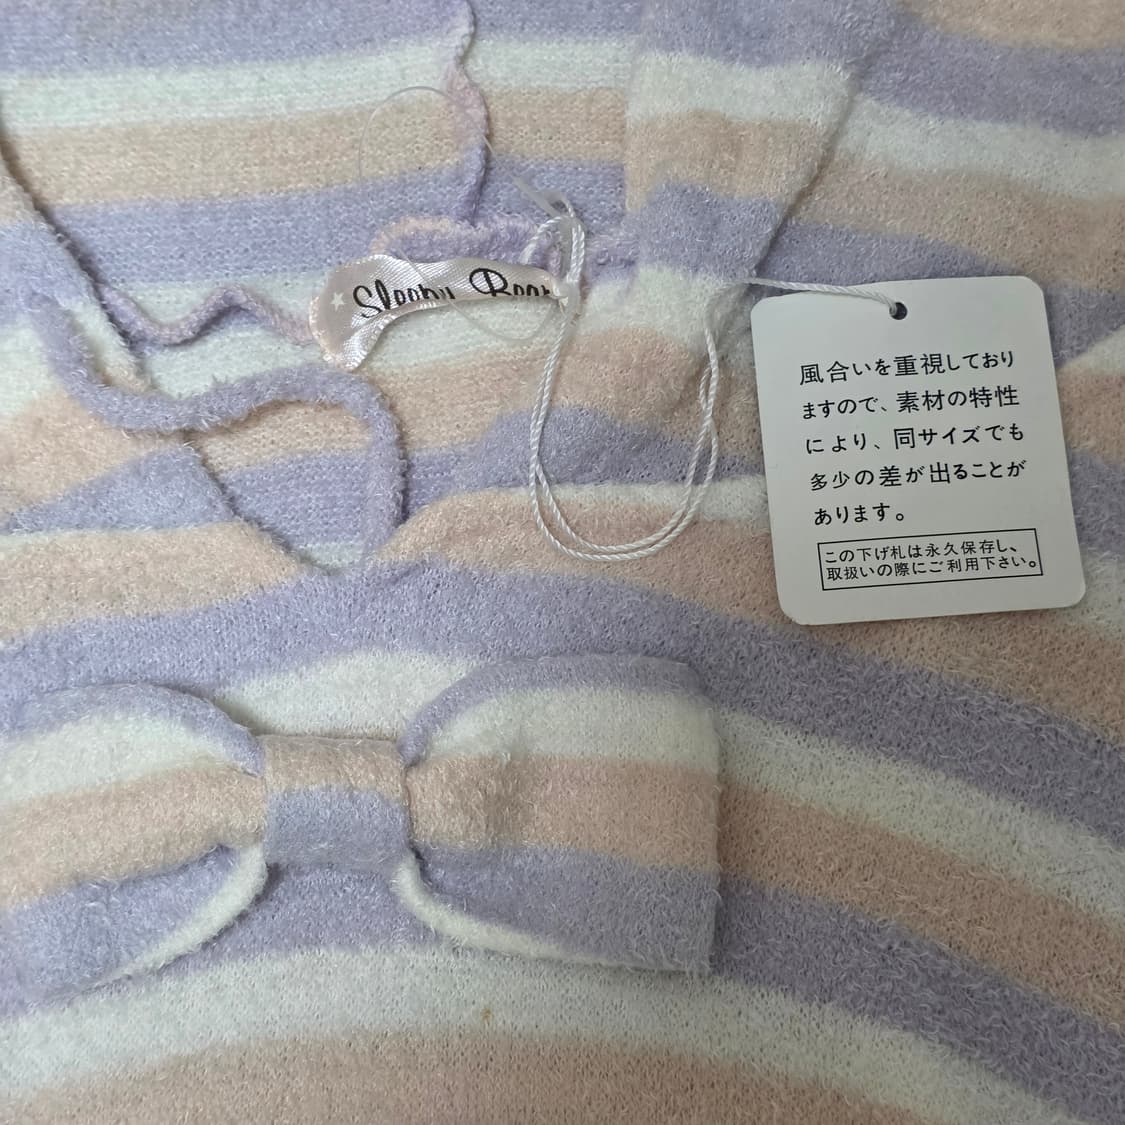 Sleepy Bear
風合いを重視しており
ますので、素材の特性
により、同サイズでも
多少の差が出ることが
あります。
この下げ札は永久保存し、
取扱いの際にご利用下さい。